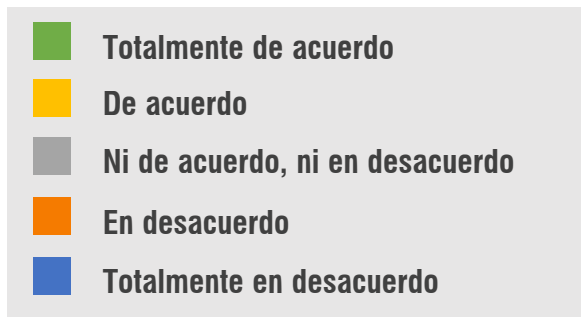 Totalmente de acuerdo
De acuerdo
Ni de acuerdo, ni en desacuerdo
En desacuerdo
Totalmente en desacuerdo